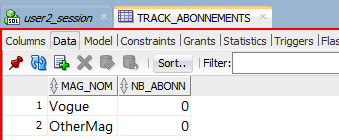 user2_session TRACK_ABONNEMENTS
Columns Data Model Constraints Grants Statistics Triggers Flas
Sort.. Filter:
MAG_NOM NB_ABONN
1 Vogue 0
2 OtherMag 0